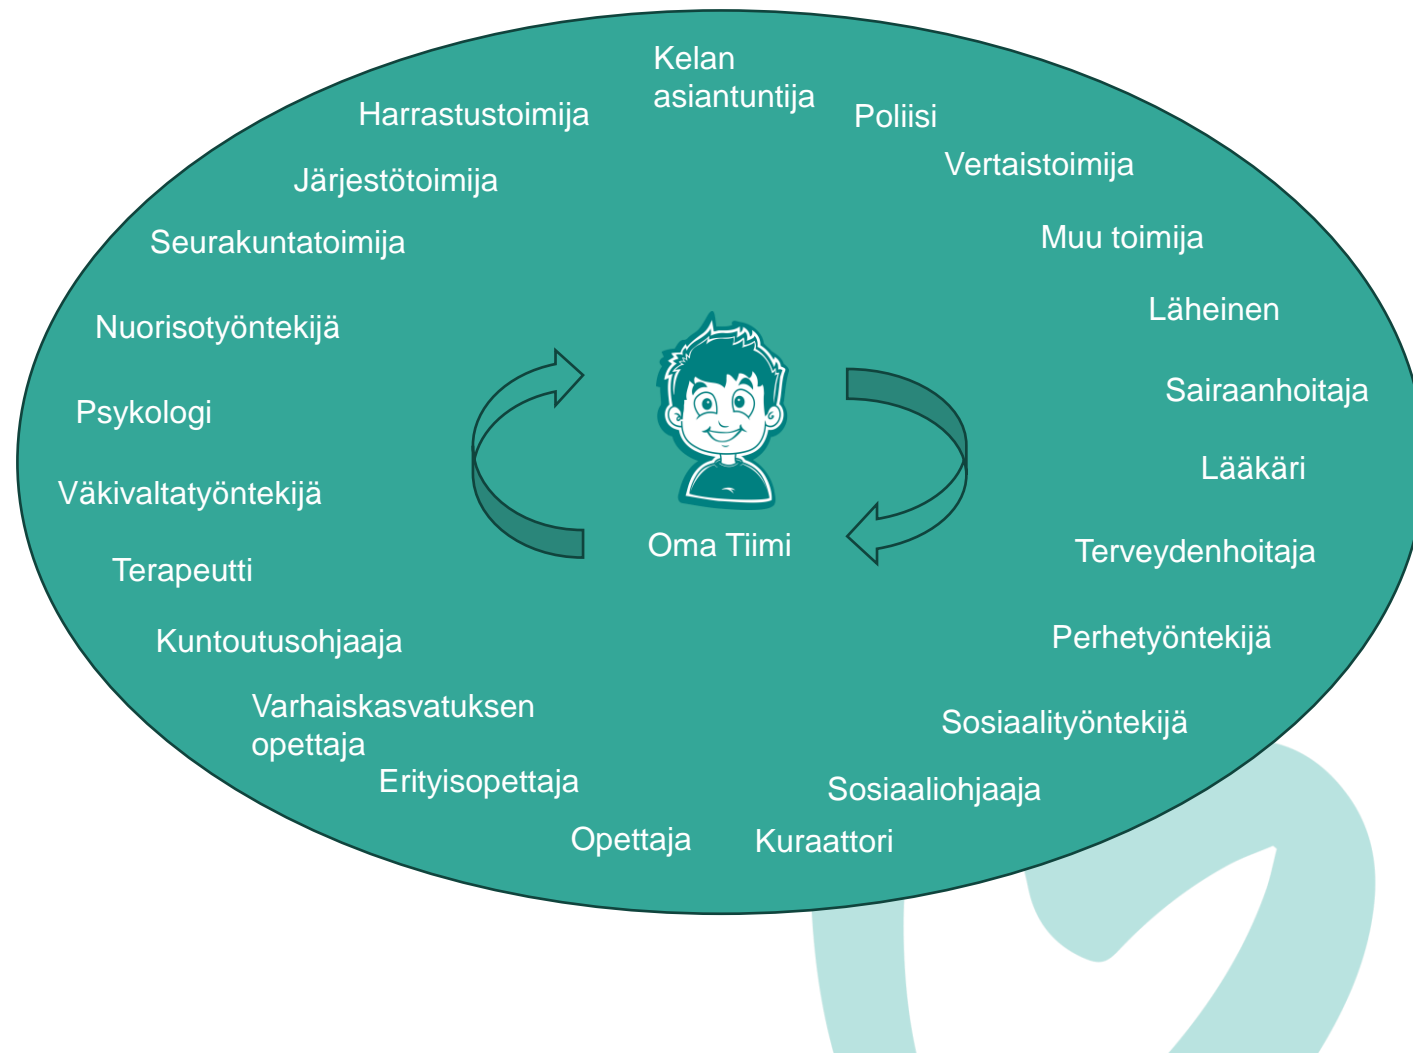 Kelan
asiantuntija
Poliisi
Vertaistoimija
Muu toimija
Läheinen
Sairaanhoitaja
Lääkäri
Terveydenhoitaja
Perhetyöntekijä
Sosiaalityöntekijä
Sosiaaliohjaaja
Kuraattori
Opettaja
Erityisopettaja
Varhaiskasvatuksen
opettaja
Kuntoutusohjaaja
Terapeutti
Väkivaltatyöntekijä
Psykologi
Nuorisotyöntekijä
Seurakuntatoimija
Järjestötoimija
Harrastustoimija
Oma Tiimi